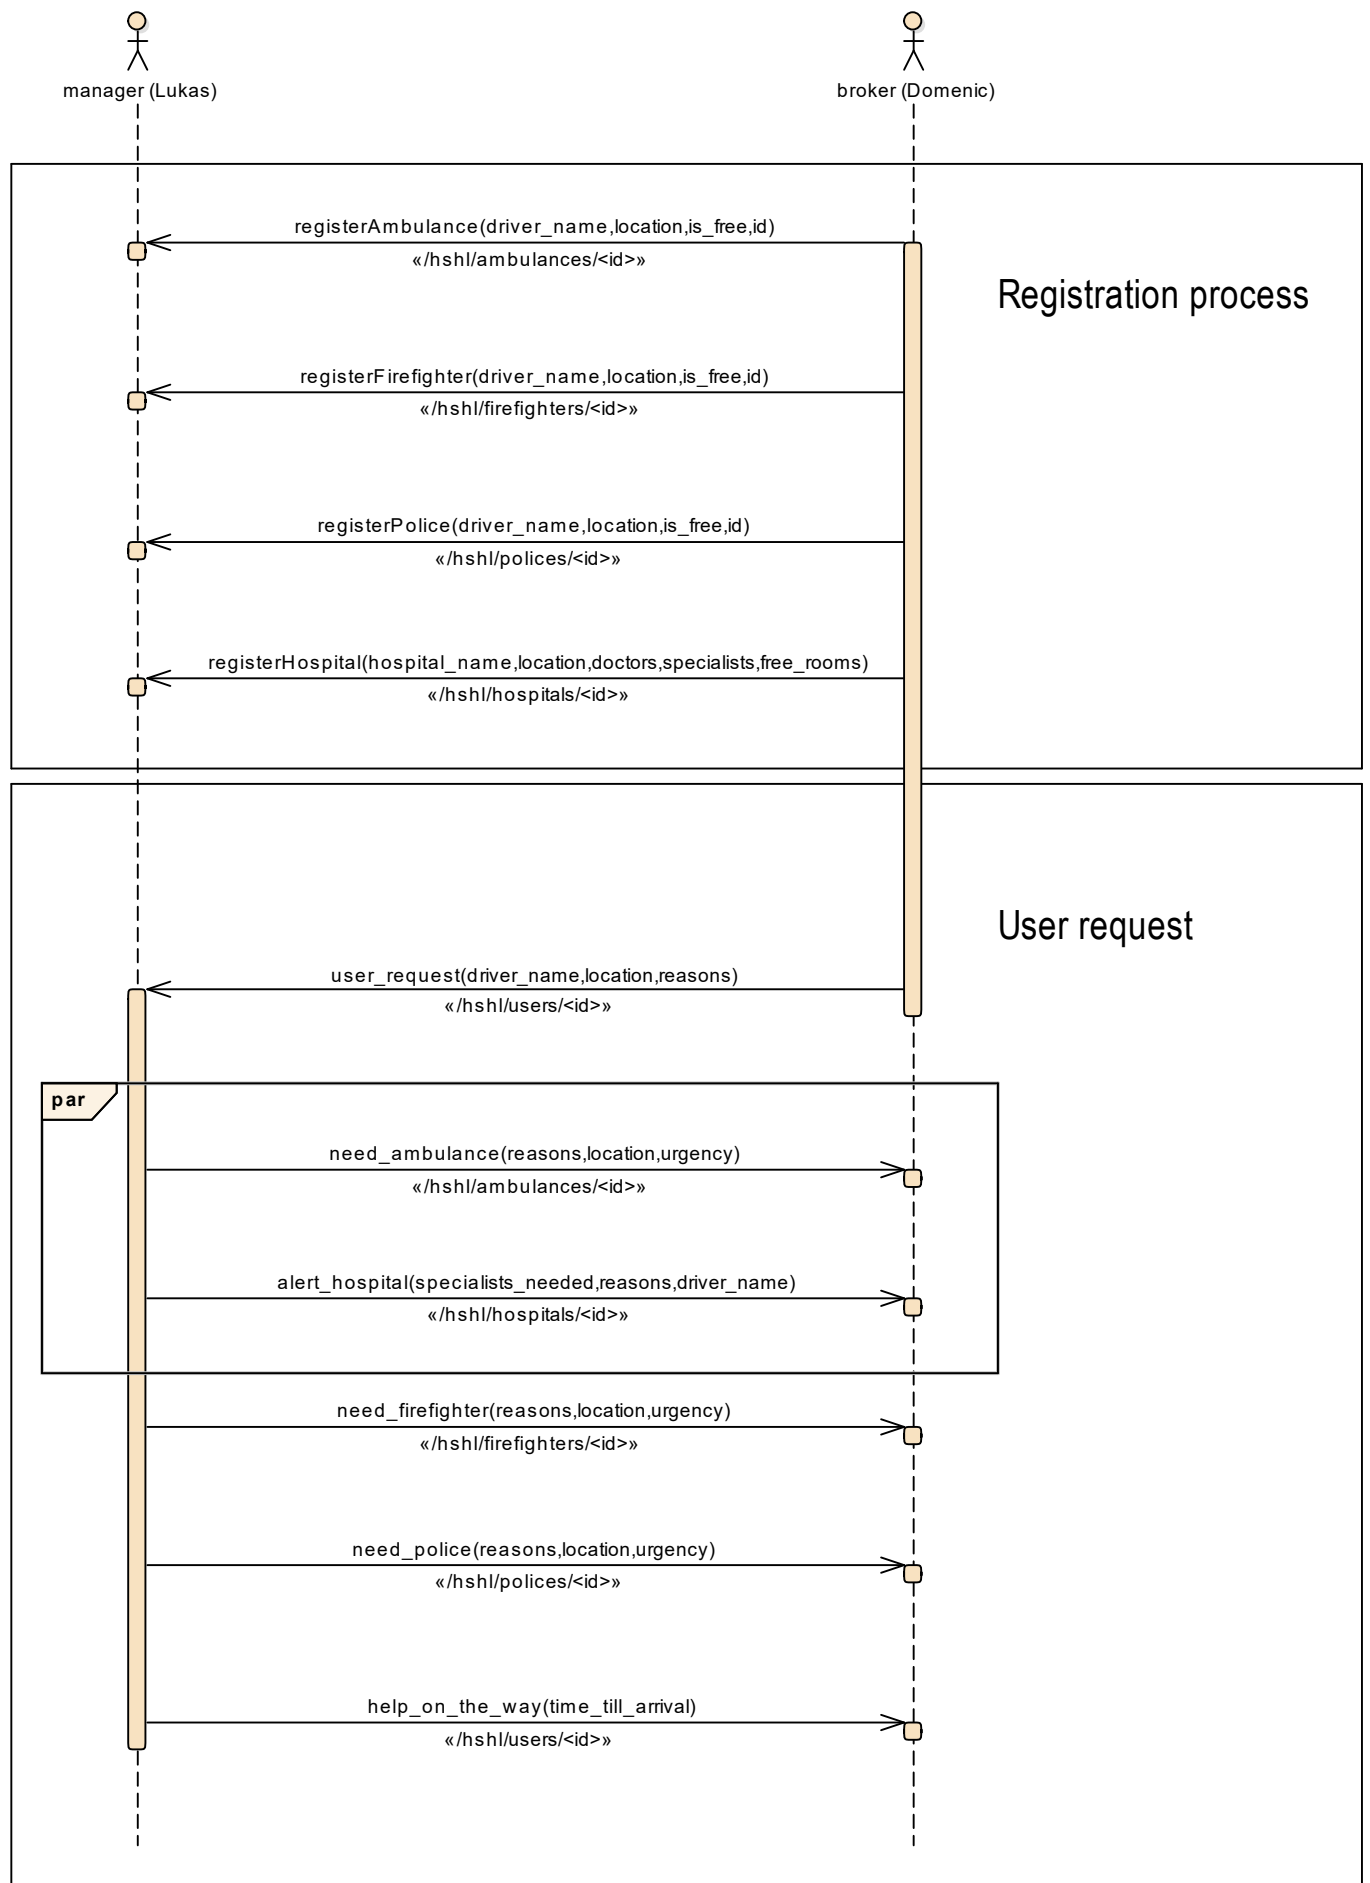 manager (Lukas)
broker (Domenic)
registerAmbulance(driver_name,location,is_free,id)
«/hshl/ambulances/<id>»
Registration process
registerFirefighter(driver_name,location,is_free,id)
«/hshl/firefighters/<id>»
registerPolice(driver_name,location,is_free,id)
«/hshl/polices/<id>»
registerHospital(hospital_name,location,doctors,specialists,free_rooms)
«/hshl/hospitals/<id>»
User request
user_request(driver_name,location,reasons)
«/hshl/users/<id>»
par
need_ambulance(reasons,location,urgency)
«/hshl/ambulances/<id>»
alert_hospital(specialists_needed,reasons,driver_name)
«/hshl/hospitals/<id>»
need_firefighter(reasons,location,urgency)
«/hshl/firefighters/<id>»
need_police(reasons,location,urgency)
«/hshl/polices/<id>»
help_on_the_way(time_till_arrival)
«/hshl/users/<id>»